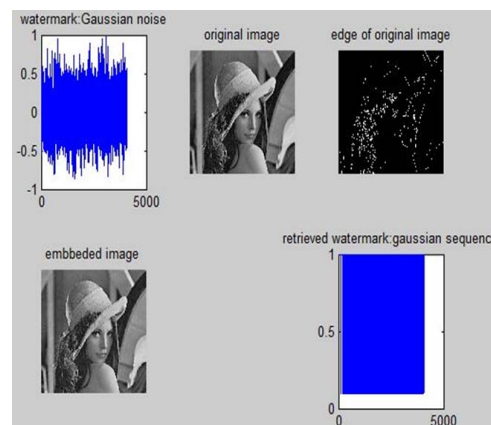 watermark:Gaussian noise
1
0.5
0
-0.5
-1
0
5000
original image
edge of original image
embbeded image
retrieved watermark:gaussian sequenc
1
0.5
0
0
5000